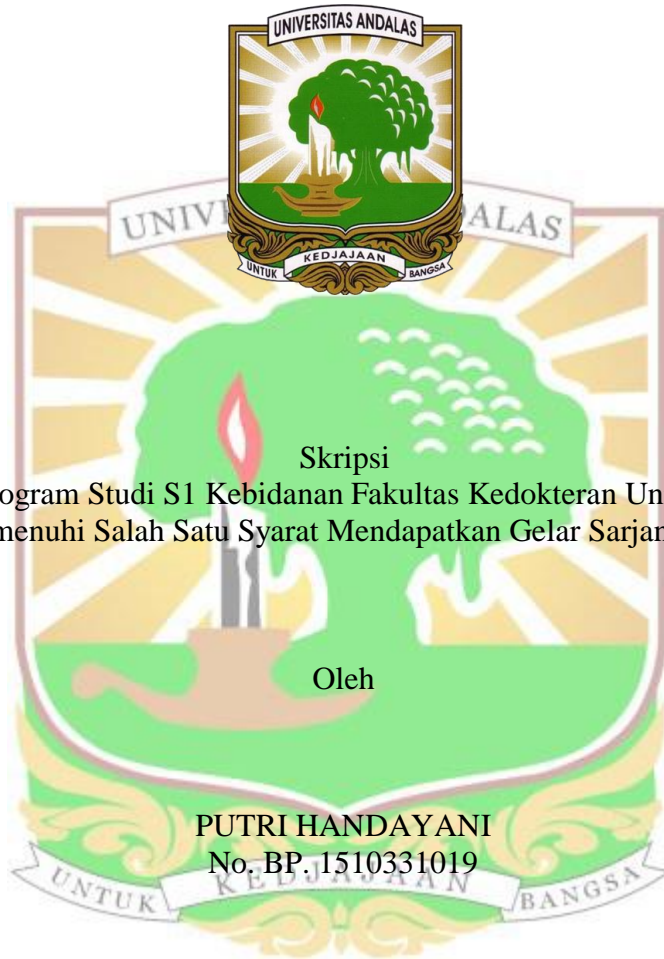 UNIVERSITAS ANDALAS
UNTUK KEDJAJAAN BANGSA
ALAS
Skripsi
ogram Studi S1 Kebidanan Fakultas Kedokteran Un
menuhi Salah Satu Syarat Mendapatkan Gelar Sarjan
Oleh
PUTRI HANDAYANI
No. BP. 1510331019
UNTUK KEDJAJAAN BANGSA